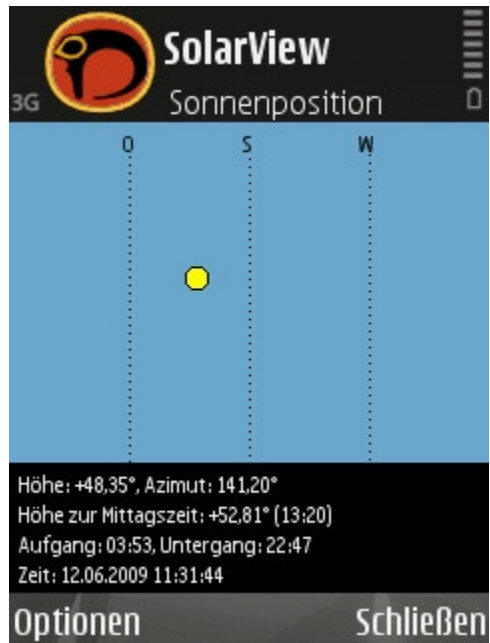 SolarView
3G Sonnenposition
O S W
Höhe: +48,35°, Azimut: 141,20°
Höhe zur Mittagszeit: +52,81° (13:20)
Aufgang: 03:53, Untergang: 22:47
Zeit: 12.06.2009 11:31:44
Optionen Schließen